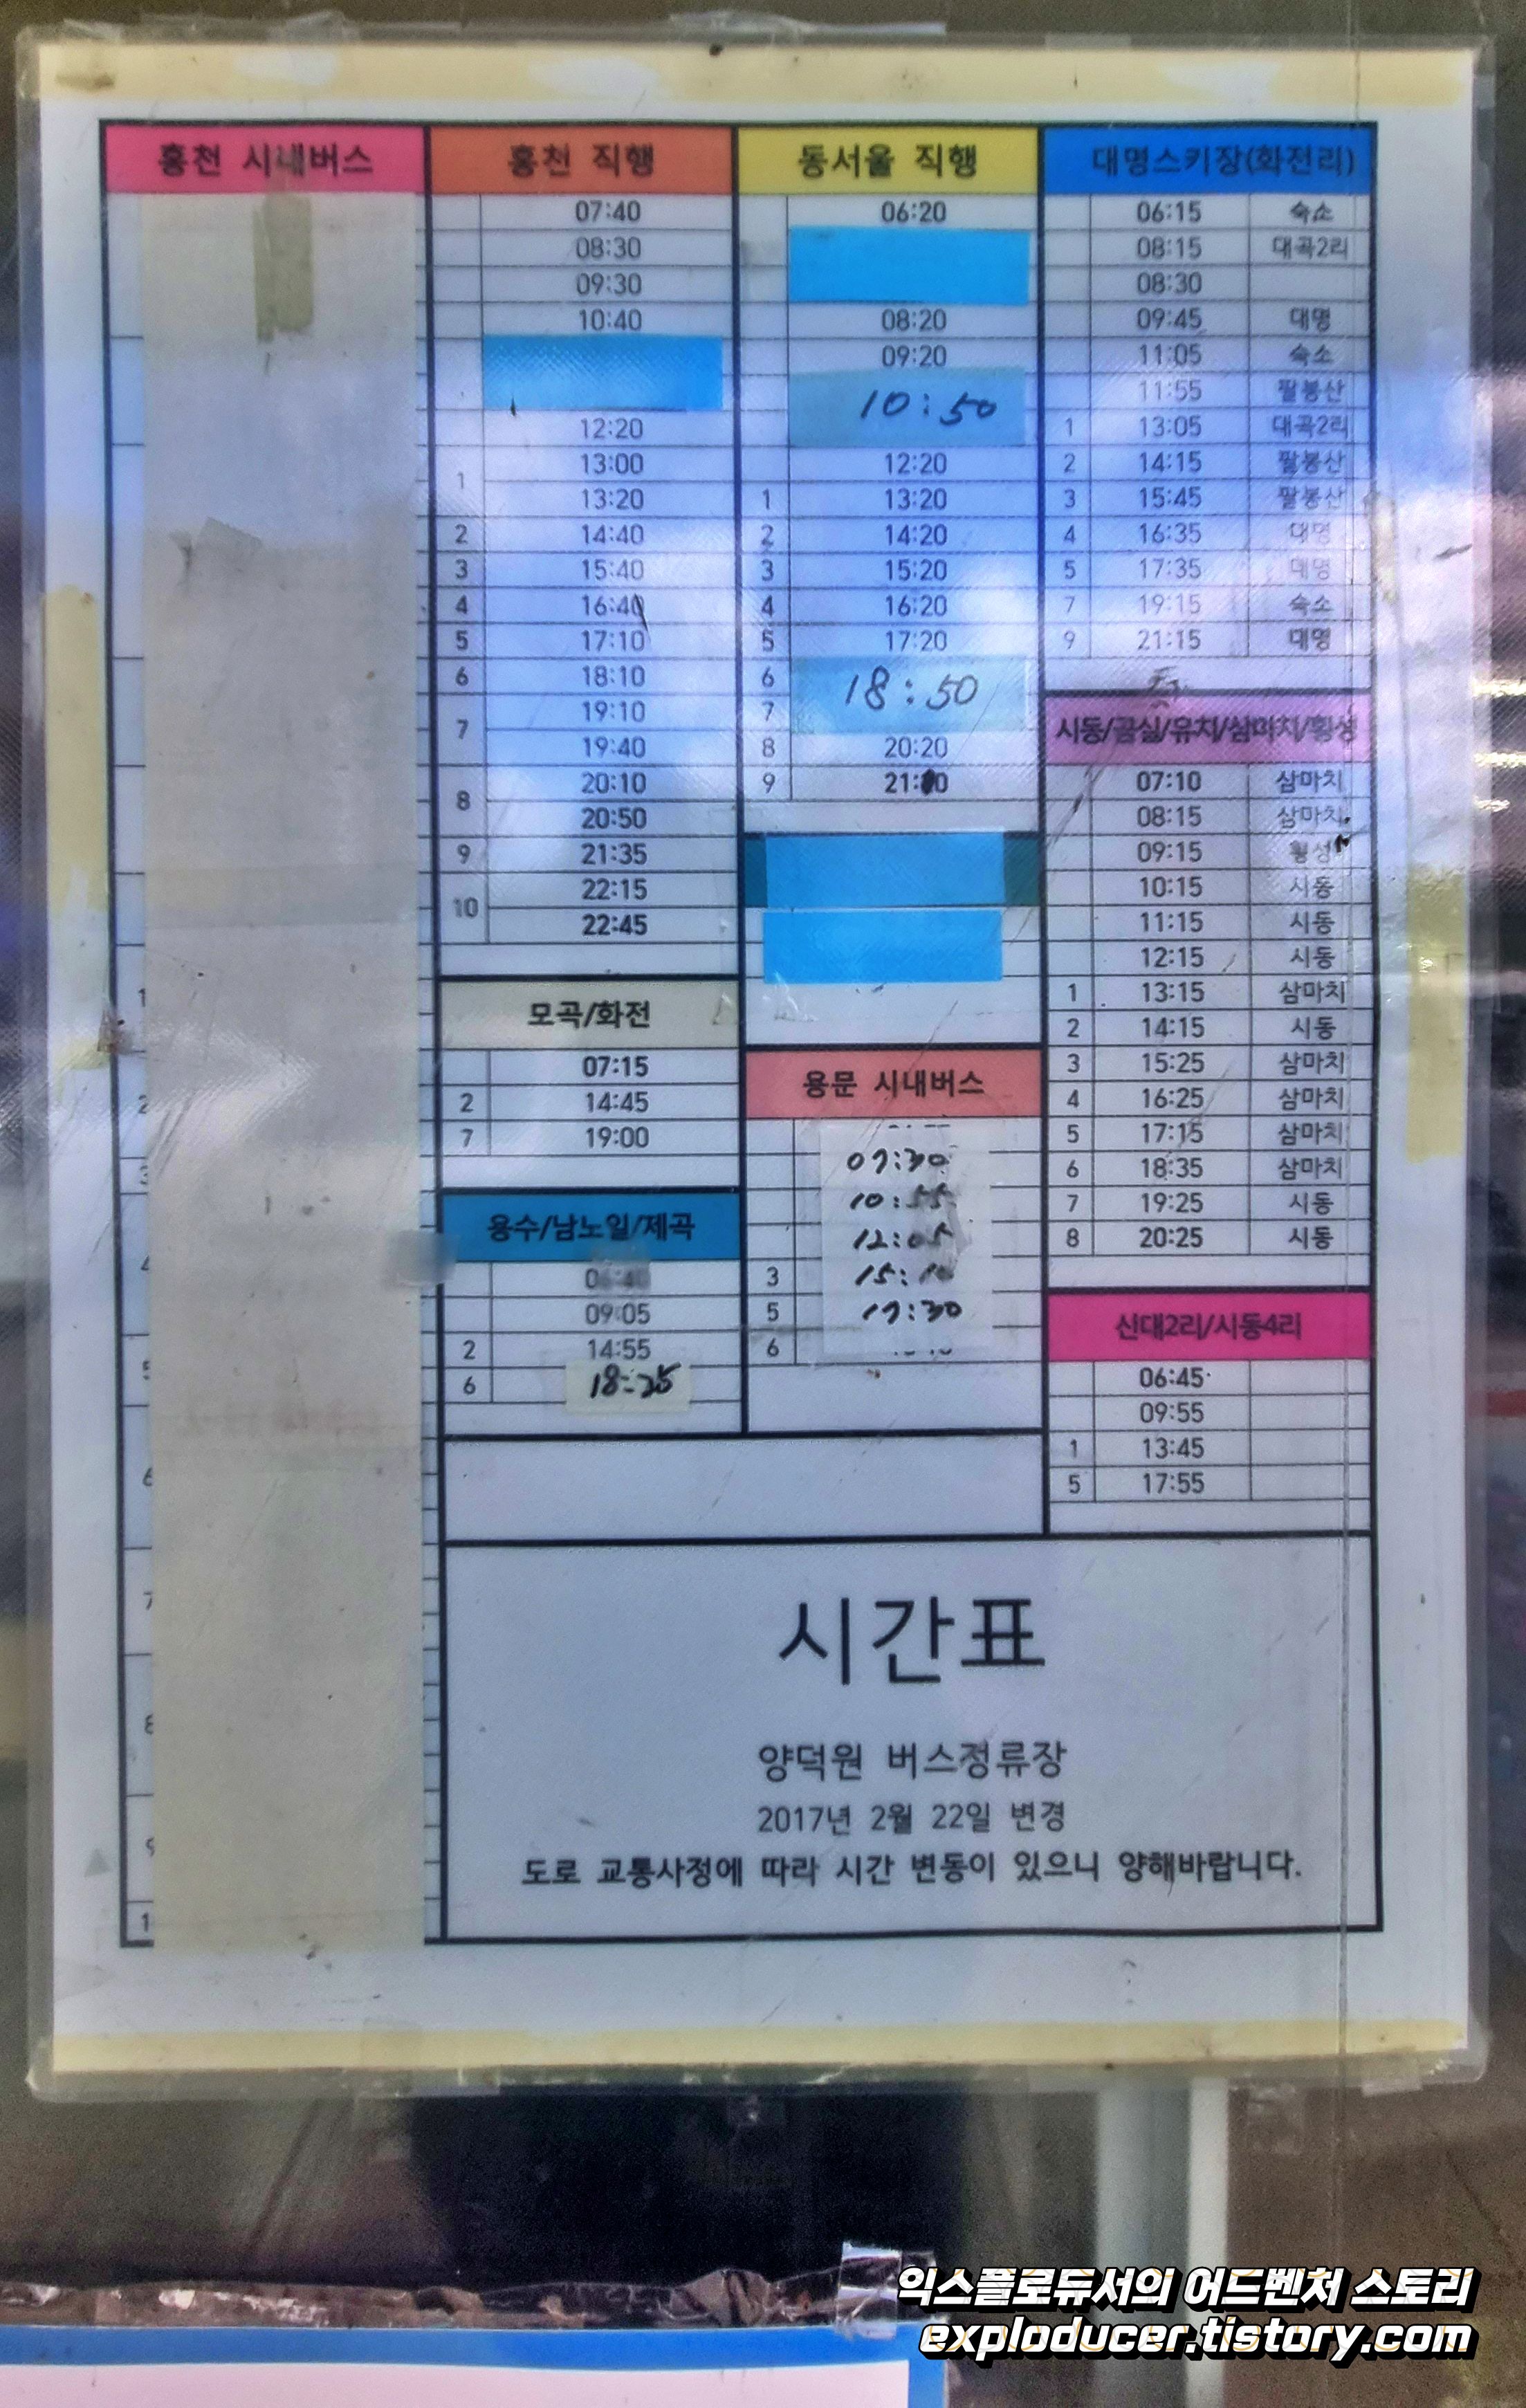 홍천 시내버스
1
2
3
4
5
6
7
8
9
1
홍천 직행
07:40
08:30
09:30
10:40
12:20
1 13:00
13:20
2 14:40
3 15:40
4 16:40
5 17:10
6 18:10
7 19:10
19:40
8 20:10
20:50
9 21:35
10 22:15
22:45
모곡/화전
07:15
2 14:45
7 19:00
용수/남노일/제곡
09:05
2 14:55
6 18:25
동서울 직행
06:20
08:20
09:20
10:50
12:20
1 13:20
2 14:20
3 15:20
4 16:20
5 17:20
6 18:50
7
8 20:20
9
용문 시내버스
07:30
10:55
12:05
3
5 17:30
6
대명스키장(화전리)
06:15 숙소
08:15 대곡2리
08:30
09:45 대명
11:05 숙소
11:55 팔봉산
1 13:05 대곡2리
2 14:15 팔봉산
3 15:45 팔봉산
4 16:35 대명
5 17:35 대명
7 19:15 숙소
9 21:15 대명
시동/곰실/유치/삼마치/횡성
07:10 삼마치
08:15 삼마치
09:15 횡성
10:15 시동
11:15 시동
12:15 시동
1 13:15 삼마치
2 14:15 시동
3 15:25 삼마치
4 16:25 삼마치
5 17:15 삼마치
6 18:35 삼마치
7 19:25 시동
8 20:25 시동
신대2리/시동4리
06:45
09:55
1 13:45
5 17:55
시간표
양덕원 버스정류장
2017년 2월 22일 변경
도로 교통사정에 따라 시간 변동이 있으니 양해바랍니다.
익스플로듀서의 어드벤처 스토리
exploducer.tistory.com